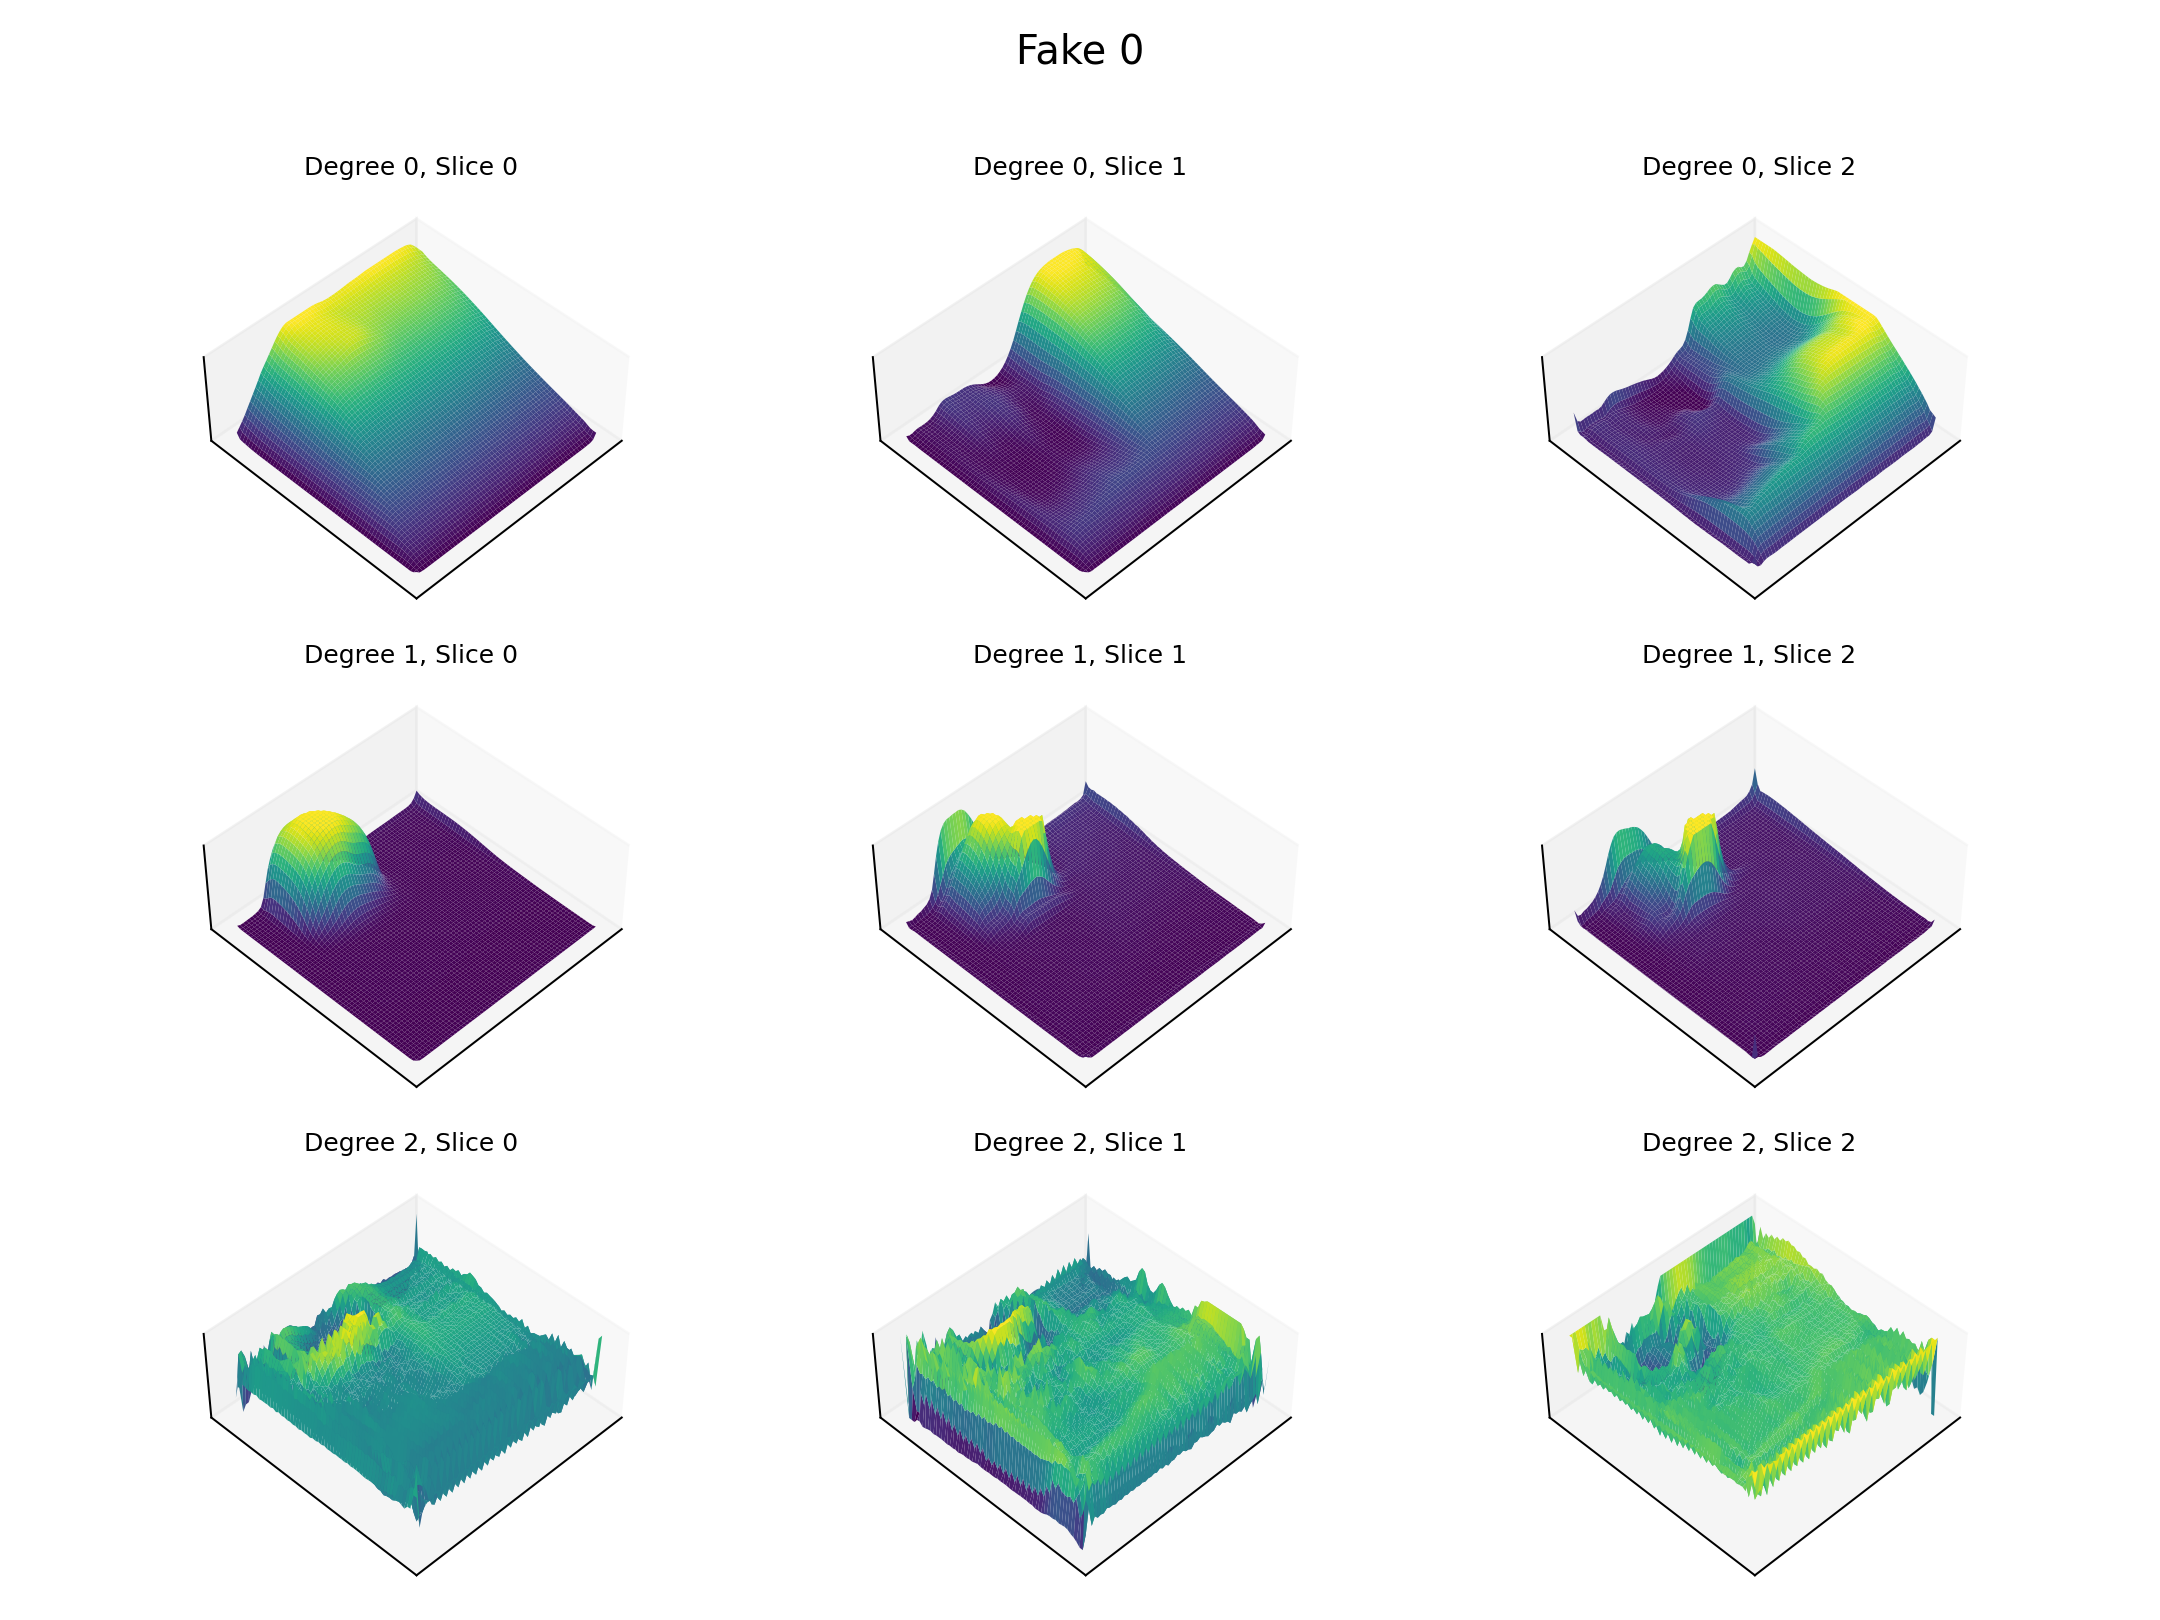 Fake 0
Degree 0, Slice 0
Degree 0, Slice 1
Degree 0, Slice 2
Degree 1, Slice 0
Degree 1, Slice 1
Degree 1, Slice 2
Degree 2, Slice 0
Degree 2, Slice 1
Degree 2, Slice 2